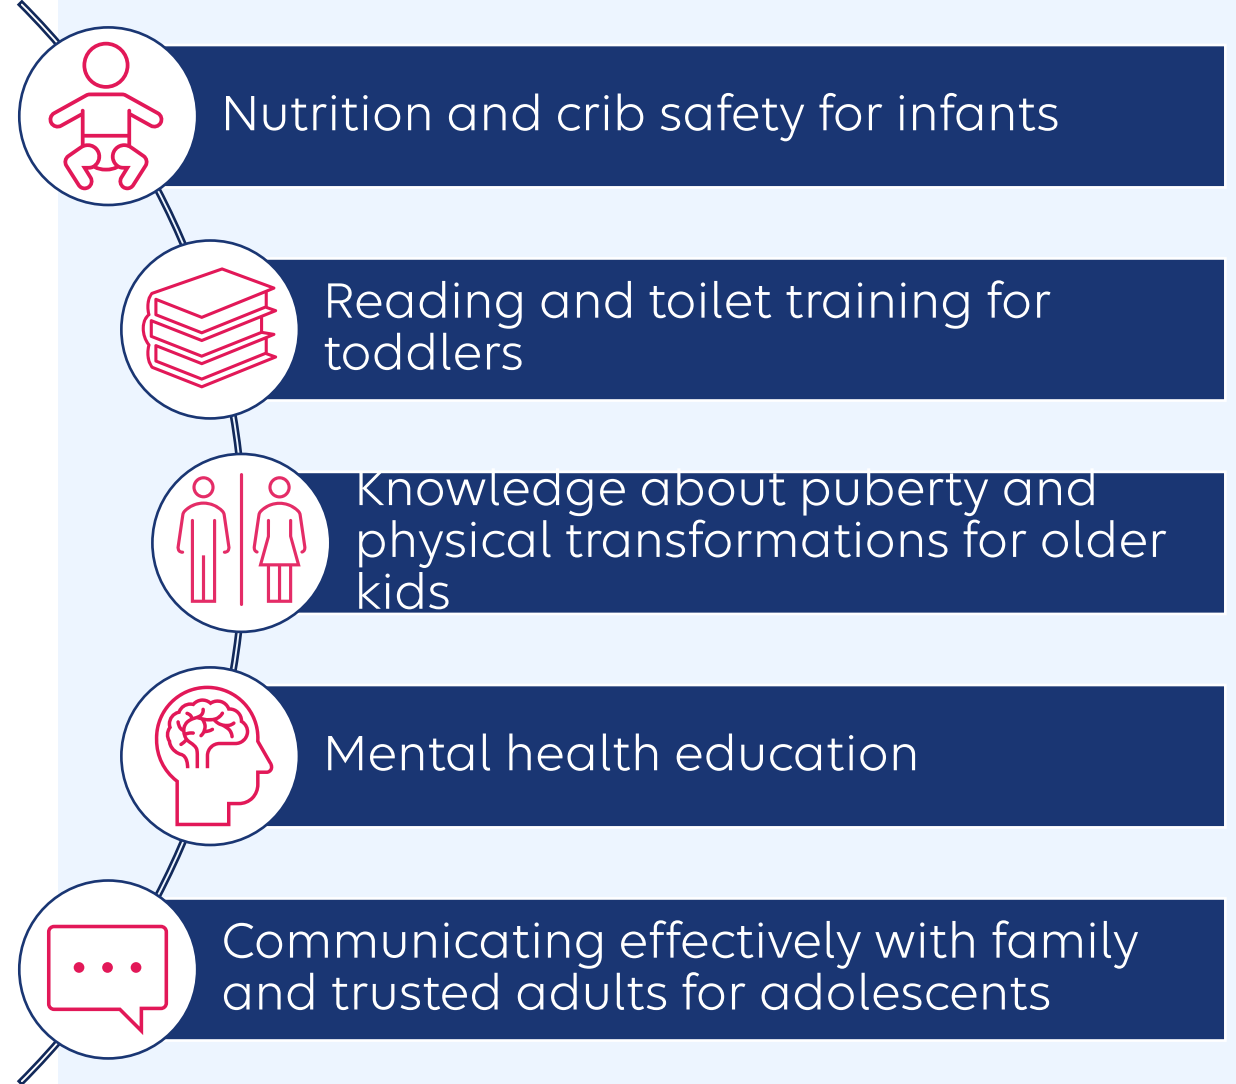 Nutrition and crib safety for infants
Reading and toilet training for
toddlers
Knowledge about puberty and
physical transformations for older
kids
Mental health education
Communicating effectively with family
and trusted adults for adolescents